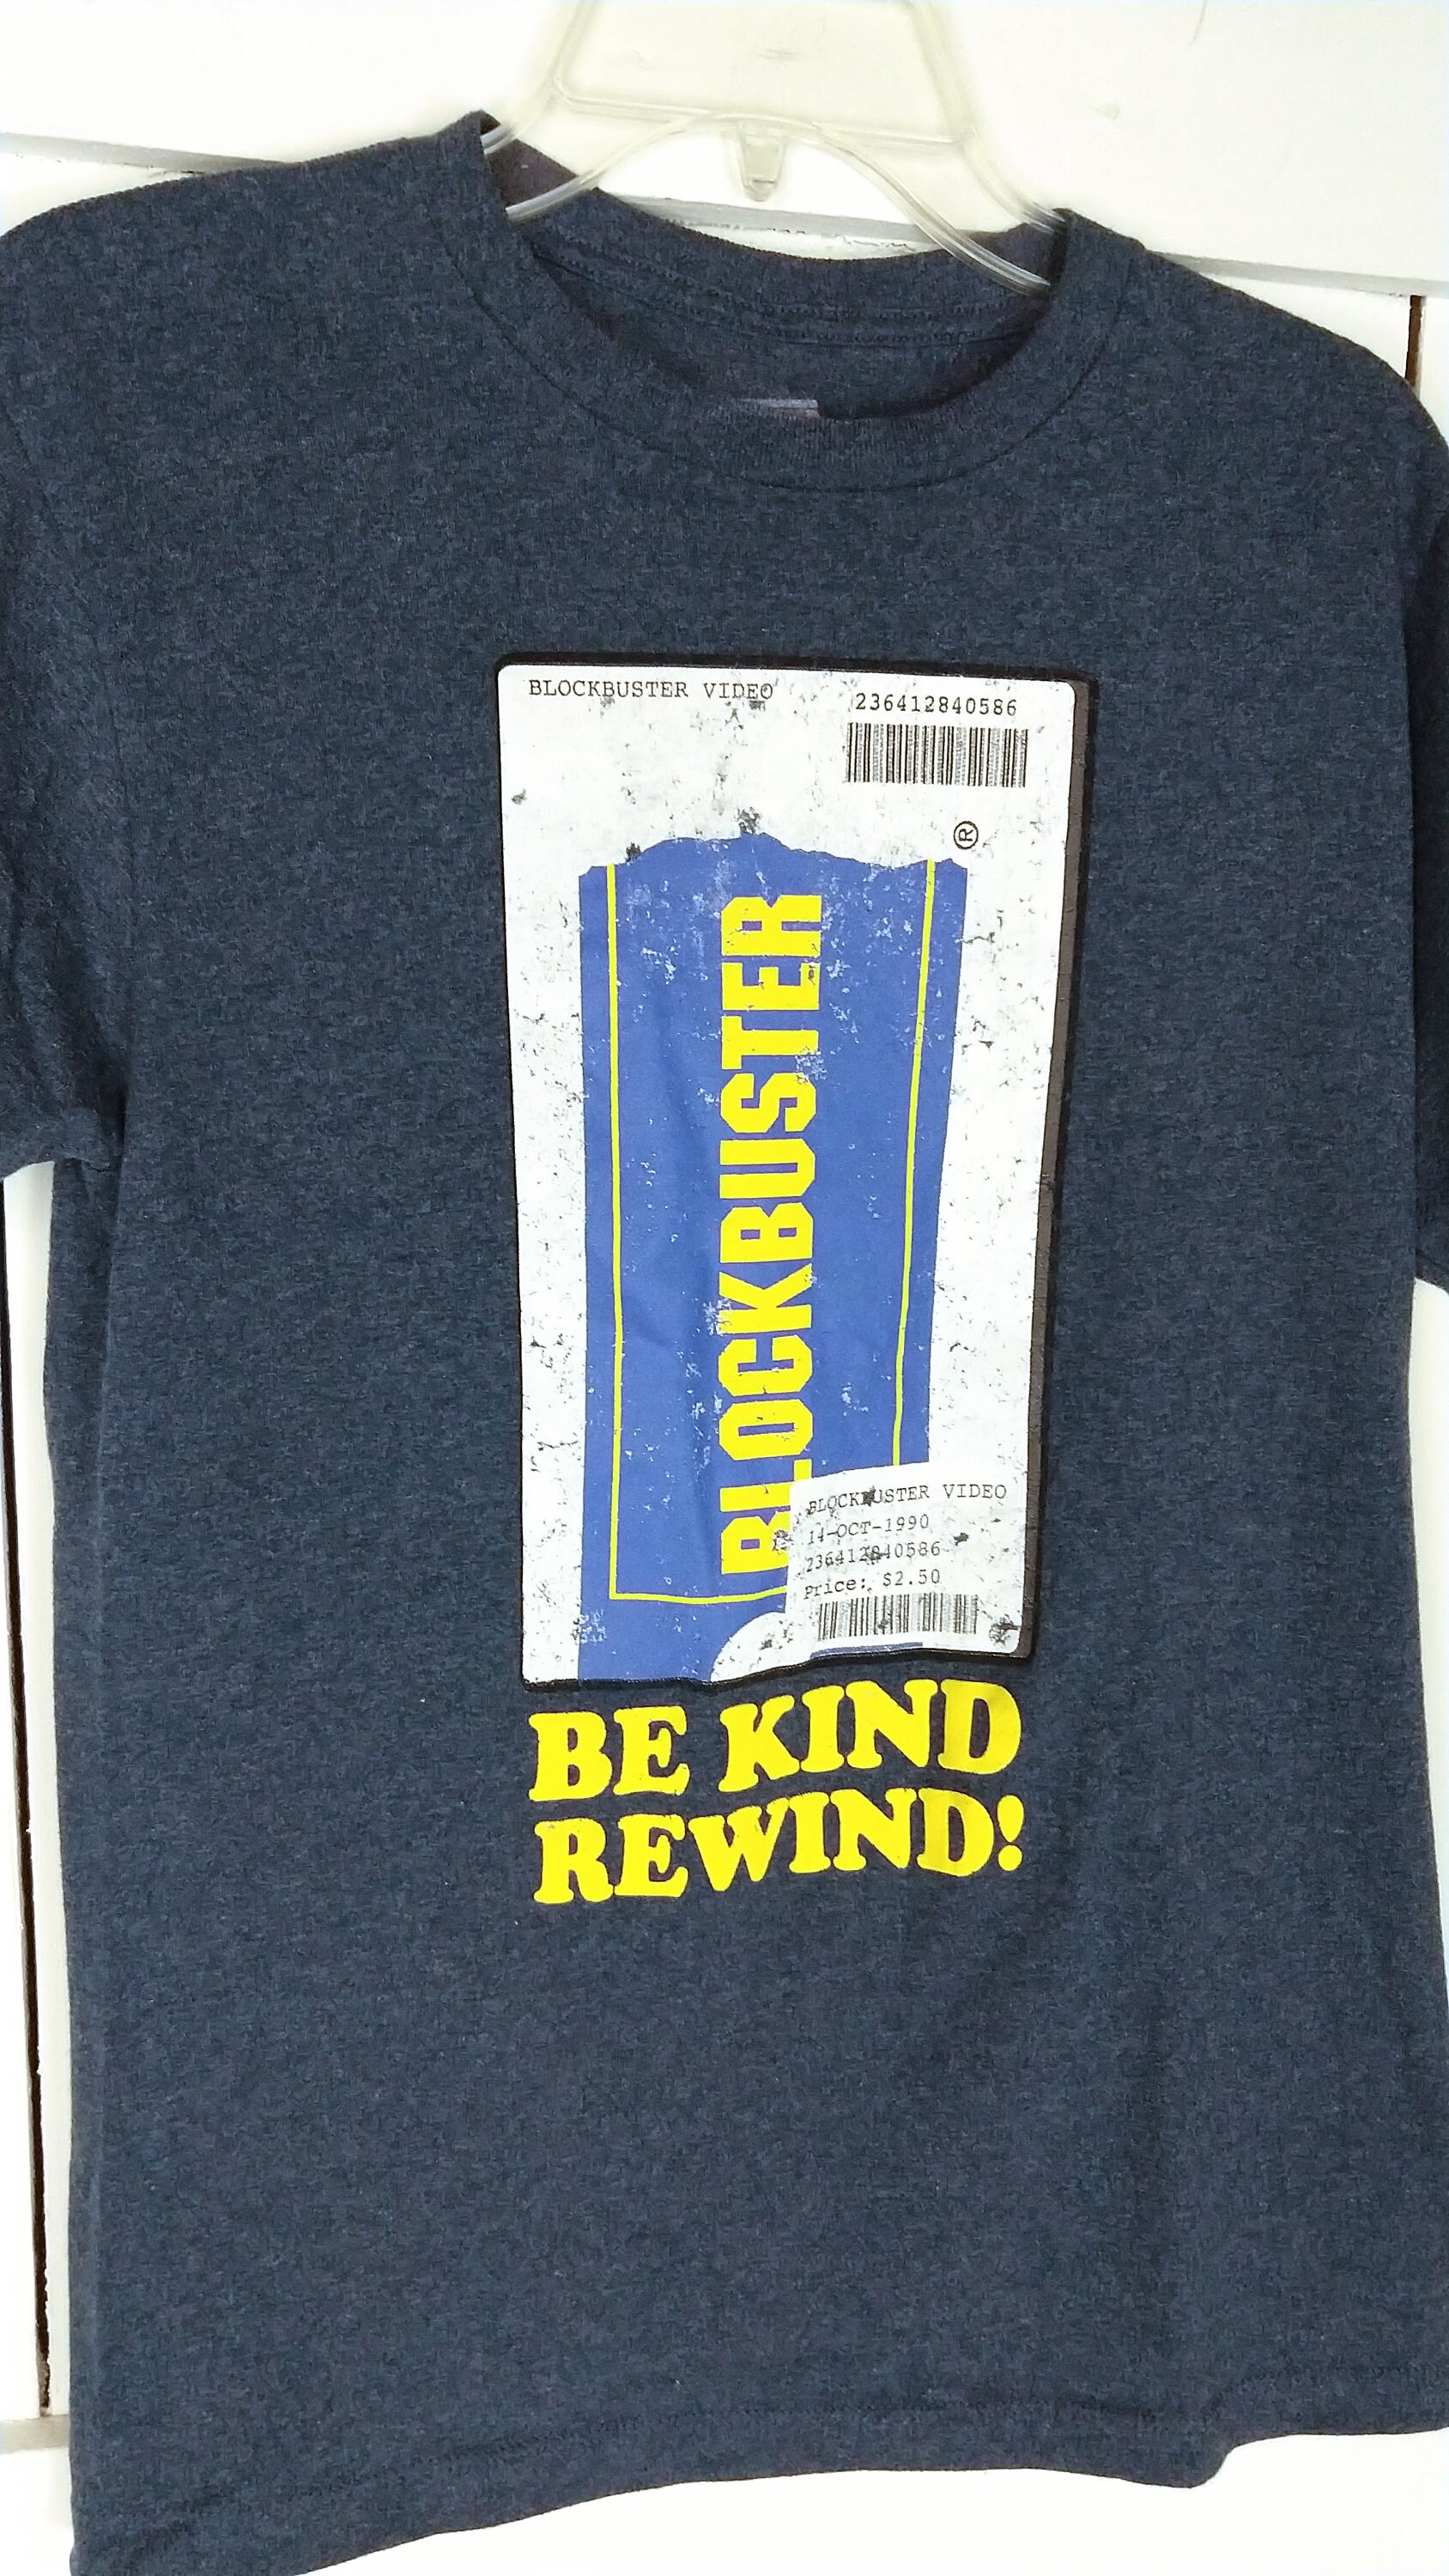 BLOCKBUSTER VIDEO
236412840586
®
BLOCKBUSTER
BLOCKBUSTER VIDEO
14-OCT-1990
236412840586
Price: $2.50
BE KIND
REWIND!